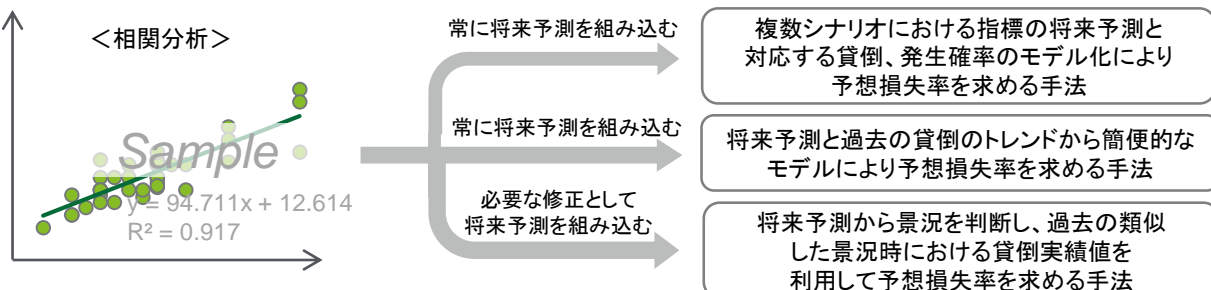 ＜相関分析＞
Sample
y = 94.711x + 12.614
R² = 0.917
常に将来予測を組み込む
複数シナリオにおける指標の将来予測と
対応する貸倒、発生確率のモデル化により
予想損失率を求める手法
常に将来予測を組み込む
将来予測と過去の貸倒のトレンドから簡便的な
モデルにより予想損失率を求める手法
必要な修正として
将来予測を組み込む
将来予測から景況を判断し、過去の類似
した景況時における貸倒実績値を
利用して予想損失率を求める手法